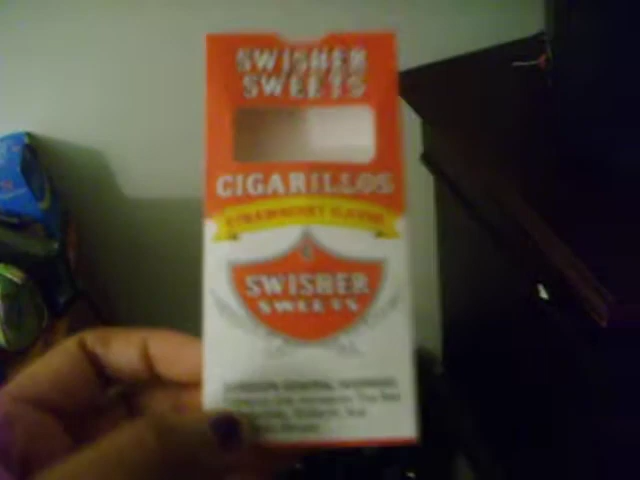 SWISHER
SWEETS
CIGARILLOS
STRAWBERRY FLAVOR
SWISHER
SWEETS
SURGEON GENERAL WARNING: